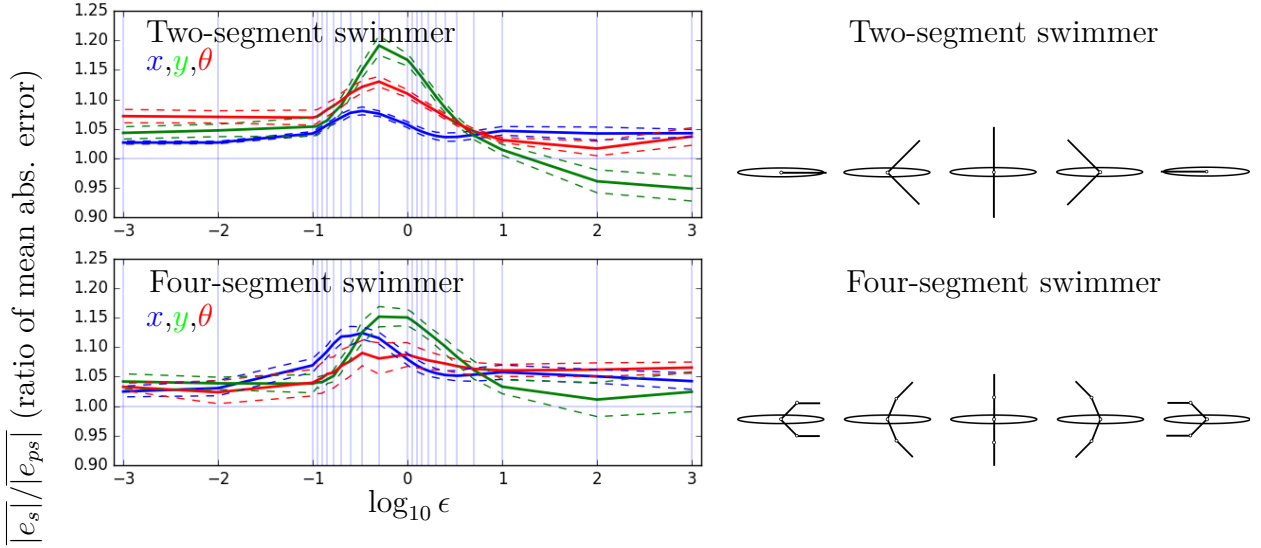 |e_s|/|e_ps| (ratio of mean abs. error)
1.25
1.20
1.15
1.10
1.05
1.00
0.95
0.90
Two-segment swimmer
x,y,θ
−3 −2 −1 0 1 2 3
Two-segment swimmer
1.25
1.20
1.15
1.10
1.05
1.00
0.95
0.90
Four-segment swimmer
x,y,θ
−3 −2 −1 0 1 2 3
log₁₀ ϵ
Four-segment swimmer